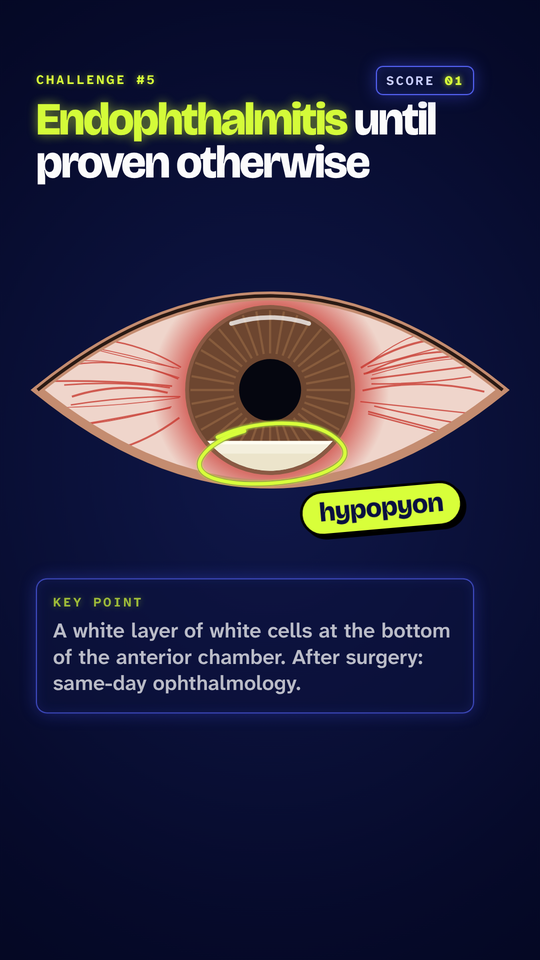 CHALLENGE #5
SCORE 01
Endophthalmitis until
proven otherwise
hypopyon
KEY POINT
A white layer of white cells at the bottom
of the anterior chamber. After surgery:
same-day ophthalmology.